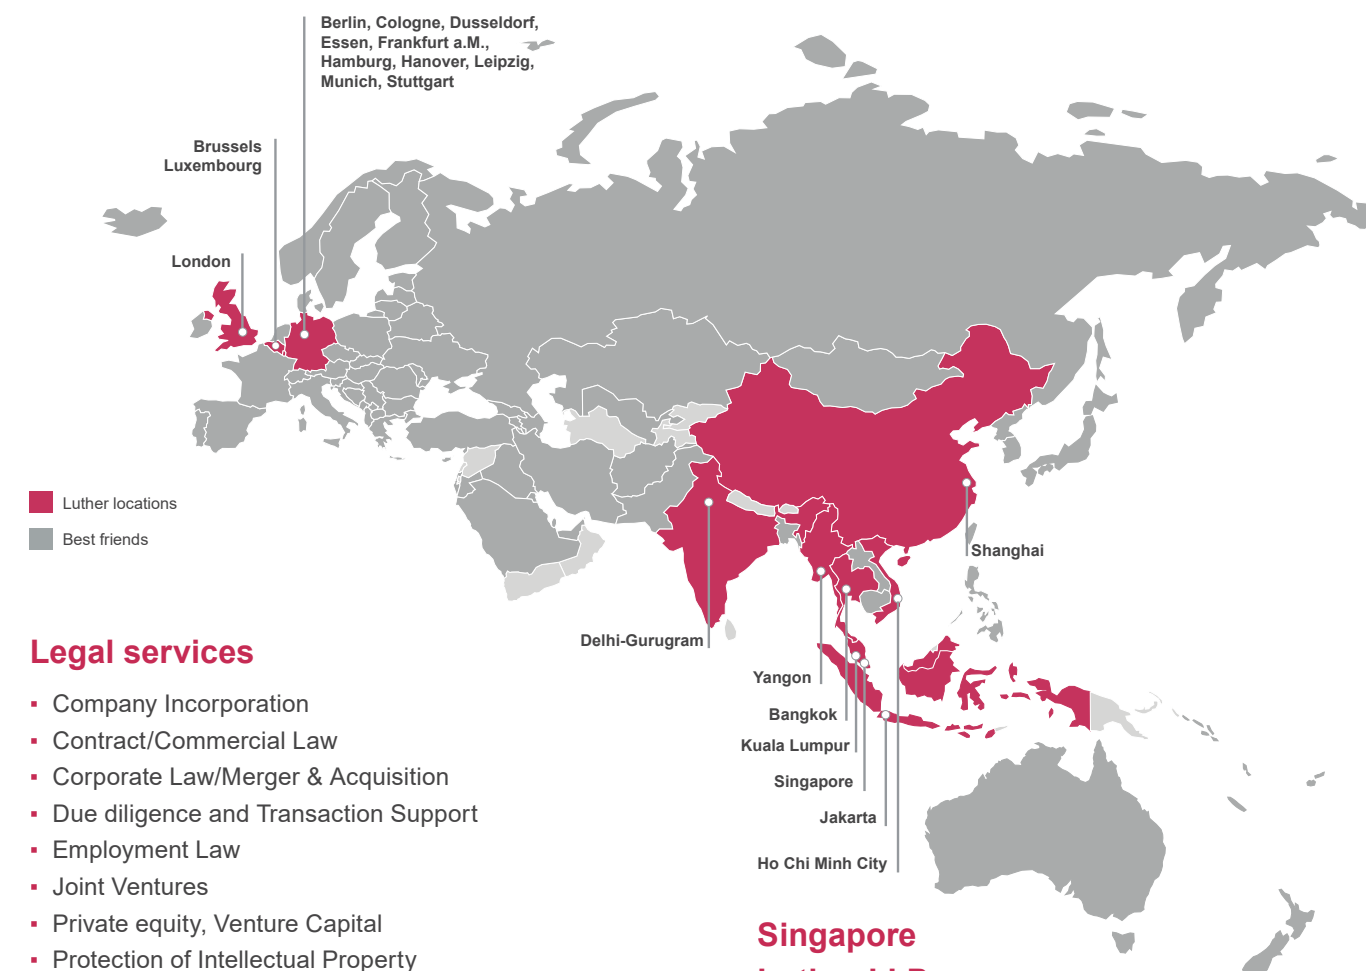 Berlin, Cologne, Dusseldorf,
Essen, Frankfurt a.M.,
Hamburg, Hanover, Leipzig,
Munich, Stuttgart
Brussels
Luxembourg
London
Luther locations
Best friends
Shanghai
Delhi-Gurugram
Yangon
Bangkok
Kuala Lumpur
Singapore
Jakarta
Ho Chi Minh City
Legal services
▪ Company Incorporation
▪ Contract/Commercial Law
▪ Corporate Law/Merger & Acquisition
▪ Due diligence and Transaction Support
▪ Employment Law
▪ Joint Ventures
▪ Private equity, Venture Capital
▪ Protection of Intellectual Property
Singapore